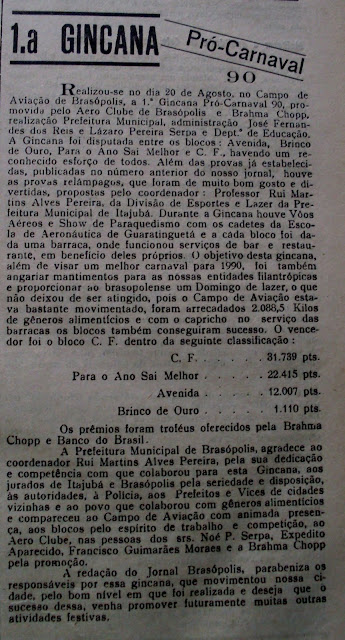 1.a GINCANA
Pró-Carnaval
90
Realizou-se no dia 20 de Agosto, no Campo de
Aviação de Brasópolis, a 1.ª Gincana Pró-Carnaval 90, pro-
movida pelo Aero Clube de Brasópolis e Brahma Chopp,
realização Prefeitura Municipal, administração José Fernan-
des dos Reis e Lázaro Pereira Serpa e Dept.º de Educação.
A Gincana foi disputada entre os blocos: Avenida, Brinco
de Ouro, Para O Ano Sai Melhor e C. F., havendo um re-
conhecido esforço de todos. Além das provas já estabeleci-
das, publicadas no número anterior do nosso jornal, houve
as provas relâmpagos, que foram de muito bom gosto e di-
vertidas, propostas pelo coordenador: Professor Rui Mar-
tins Alves Pereira, da Divisão de Esportes e Lazer da Pre-
feitura Municipal de Itajubá. Durante a Gincana houve Vôos
Aéreos e Show de Paraquedismo com os cadetes da Esco-
la de Aeronáutica de Guaratinguetá e a cada bloco foi da-
da uma barraca, onde funcionou serviços de bar e restau-
rante, em benefício deles próprios. O objetivo desta gincana,
além de visar um melhor carnaval para 1990, foi também
angariar mantimentos para as nossas entidades filantrópicas
e proporcionar ao brasopolense um Domingo de lazer, o que
não deixou de ser atingido, pois o Campo de Aviação esta-
va bastante movimentado, foram arrecadados 2.088,5 Kilos
de gêneros alimentícios e com o capricho no serviço das
barracas os blocos também conseguiram sucesso. O vence-
dor foi o bloco C. F. dentro da seguinte classificação:
C. F. . . . . . 31.739 pts.
Para o Ano Sai Melhor . . . . 22.415 pts.
Avenida . . . . 12.007 pts.
Brinco de Ouro . . . . 1.110 pts.
Os prêmios foram troféus oferecidos pela Brahma
Chopp e Banco do Brasil.
A Prefeitura Municipal de Brasópolis, agradece ao
coordenador Rui Martins Alves Pereira, pela sua dedicação
e competência com que colaborou para esta Gincana, aos
jurados de Itajubá e Brasópolis pela seriedade e disposição,
às autoridades, à Polícia, aos Prefeitos e Vices de cidades
vizinhas e ao povo que colaborou com gêneros alimentícios
e compareceu ao Campo de Aviação com animada presen-
ça, aos blocos pelo espírito de trabalho e competição, ao
Aero Clube, nas pessoas dos srs. Noé P. Serpa, Expedito
Aparecido, Francisco Guimarães Moraes e a Brahma Chopp
pela promoção.
A redação do Jornal Brasópolis, parabeniza os
responsáveis por essa gincana, que movimentou nossa ci-
dade, pelo bom nível em que foi realizada e deseja que o
sucesso dessa, venha promover futuramente muitas outras
atividades festivas.